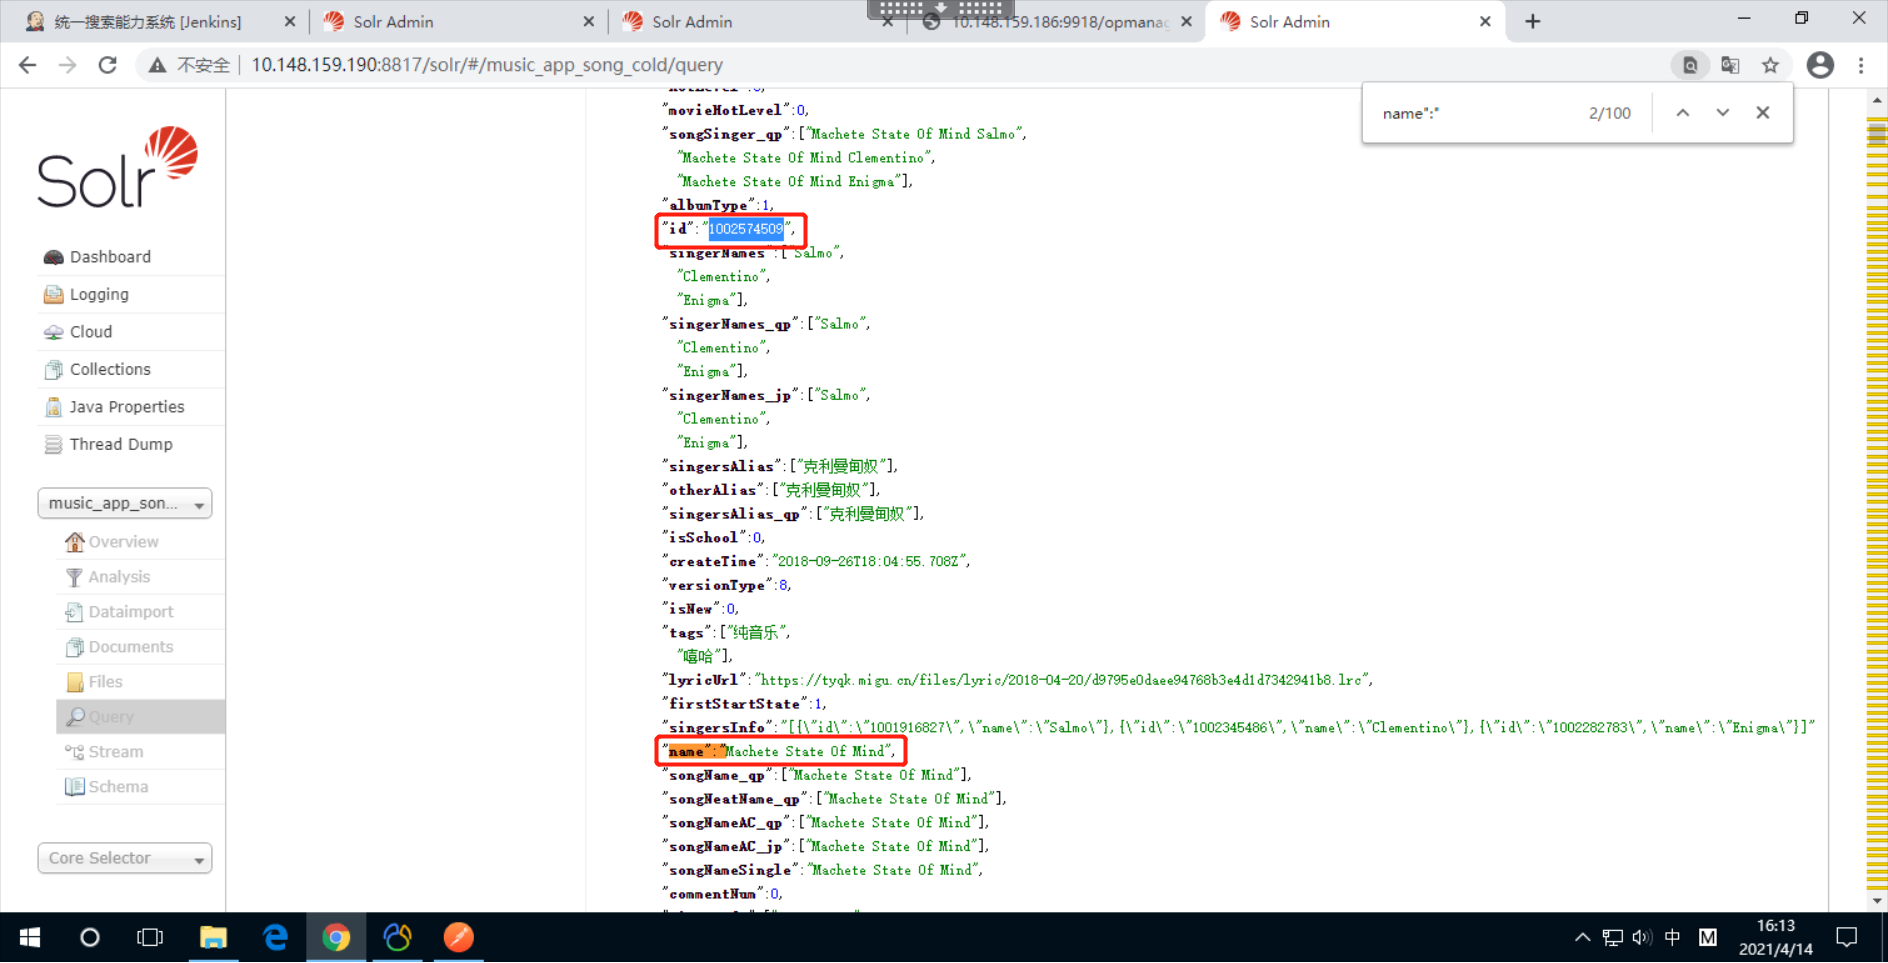 统一搜索能力系统 [Jenkins]
Solr Admin
Solr Admin
10.148.159.186:9918/opmanag
Solr Admin
不安全
10.148.159.190:8817/solr/#/music_app_song_cold/query
name":"
2/100
Solr
Dashboard
Logging
Cloud
Collections
Java Properties
Thread Dump
music_app_son...
Overview
Analysis
Dataimport
Documents
Files
Query
Stream
Schema
Core Selector
"movieHotLevel":0,
"songSinger_qp":["Machete State Of Mind Salmo",
"Machete State Of Mind Clementino",
"Machete State Of Mind Enigma"],
"albumType":1,
"id":"1002574509",
"singerNames":["Salmo",
"Clementino",
"Enigma"],
"singerNames_qp":["Salmo",
"Clementino",
"Enigma"],
"singerNames_jp":["Salmo",
"Clementino",
"Enigma"],
"singersAlias":["克利曼甸奴"],
"otherAlias":["克利曼甸奴"],
"singersAlias_qp":["克利曼甸奴"],
"isSchool":0,
"createTime":"2018-09-26T18:04:55.708Z",
"versionType":8,
"isNew":0,
"tags":["纯音乐",
"嘻哈"],
"lyricUrl":"https://tyqk.migu.cn/files/lyric/2018-04-20/d9795e0daee94768b3e4d1d7342941b8.lrc",
"firstStartState":1,
"singersInfo":"[{\"id\":\"1001916827\",\"name\":\"Salmo\"},{\"id\":\"1002345486\",\"name\":\"Clementino\"},{\"id\":\"1002282783\",\"name\":\"Enigma\"}]"
"name":"Machete State Of Mind",
"songName_qp":["Machete State Of Mind"],
"songNeatName_qp":["Machete State Of Mind"],
"songNameAC_qp":["Machete State Of Mind"],
"songNameAC_jp":["Machete State Of Mind"],
"songNameSingle":"Machete State Of Mind",
"commentNum":0,
中
M
16:13
2021/4/14